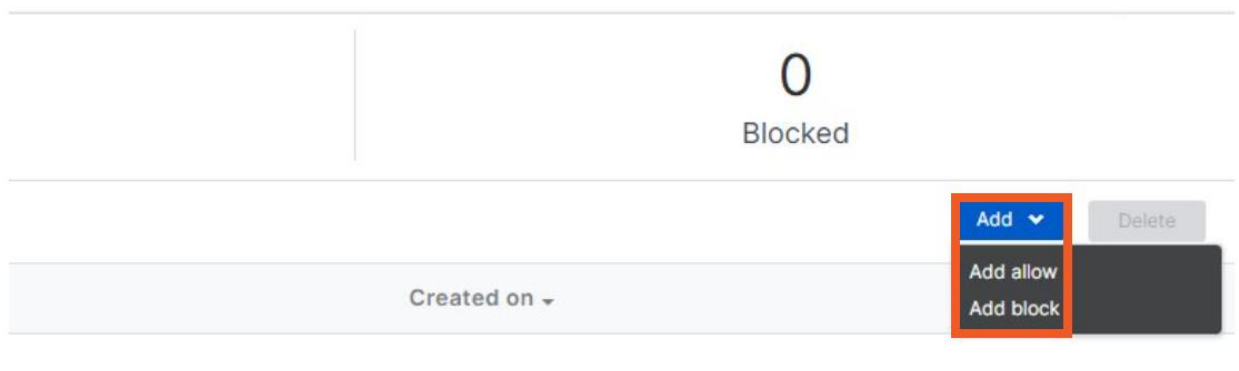 0
Blocked
Add
Delete
Add allow
Created on
Add block